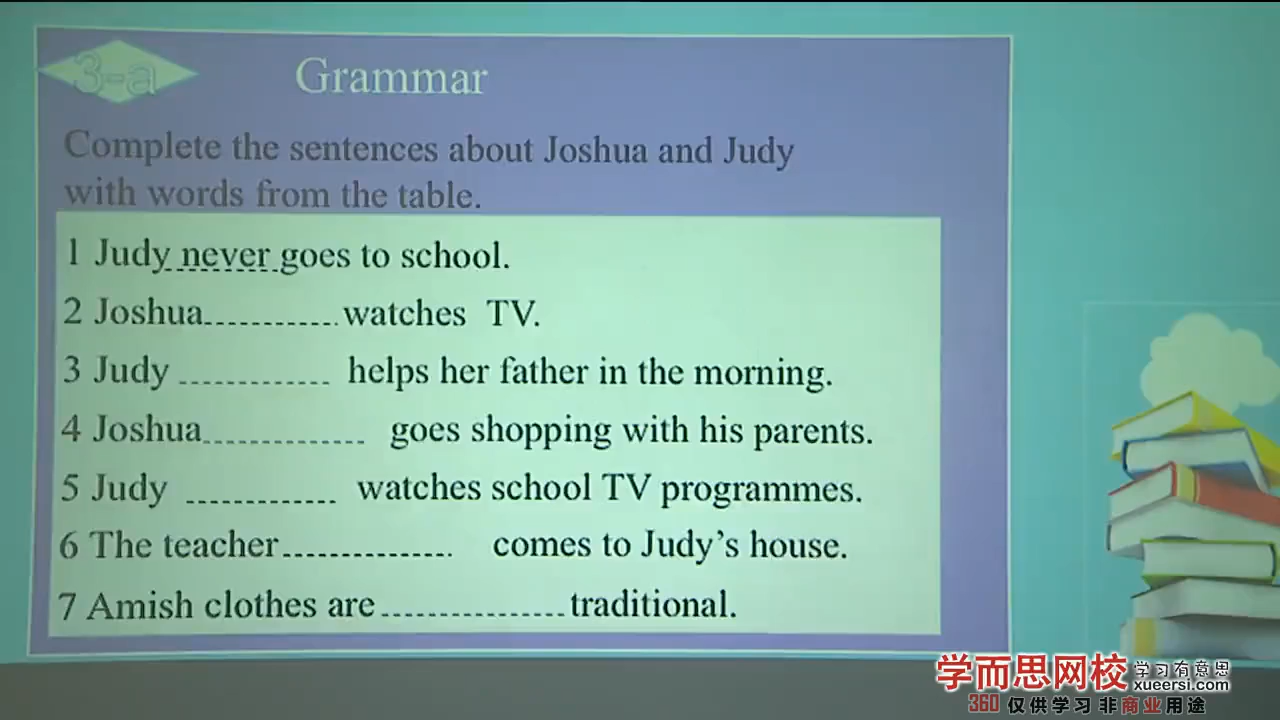 3-a
Grammar
Complete the sentences about Joshua and Judy
with words from the table.
1 Judy never goes to school.
2 Joshua............watches TV.
3 Judy ............. helps her father in the morning.
4 Joshua.............. goes shopping with his parents.
5 Judy ............. watches school TV programmes.
6 The teacher............... comes to Judy's house.
7 Amish clothes are................traditional.
学而思网校 学习有意思
xueersi.com
360 仅供学习 非商业用途